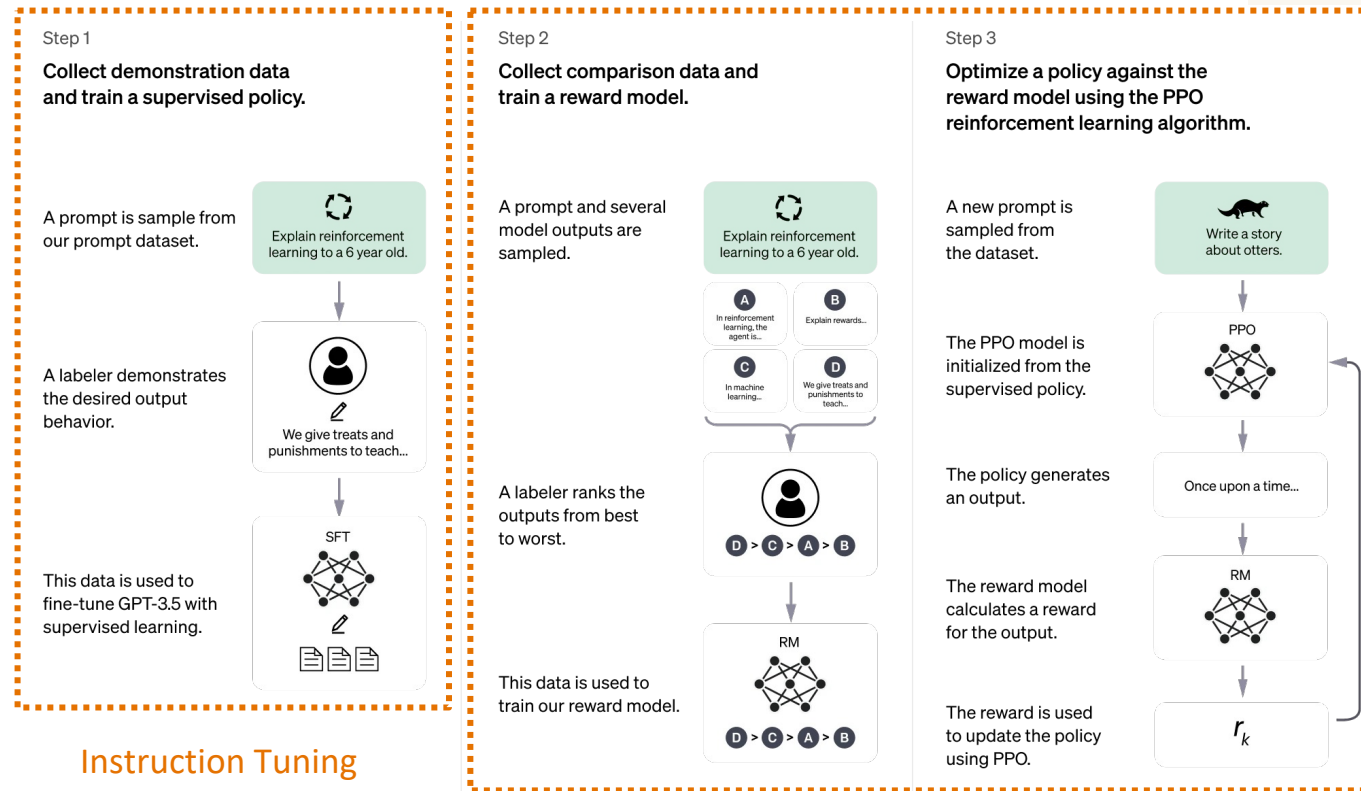 Step 1
Collect demonstration data
and train a supervised policy.
A prompt is sample from
our prompt dataset.
Explain reinforcement
learning to a 6 year old.
A labeler demonstrates
the desired output
behavior.
We give treats and
punishments to teach...
SFT
This data is used to
fine-tune GPT-3.5 with
supervised learning.
Instruction Tuning
Step 2
Collect comparison data and
train a reward model.
A prompt and several
model outputs are
sampled.
Explain reinforcement
learning to a 6 year old.
A
In reinforcement
learning, the
agent is...
B
Explain rewards...
C
In machine
learning...
D
We give treats and
punishments to
teach...
A labeler ranks the
outputs from best
to worst.
D > C > A > B
RM
This data is used to
train our reward model.
D > C > A > B
Step 3
Optimize a policy against the
reward model using the PPO
reinforcement learning algorithm.
A new prompt is
sampled from
the dataset.
Write a story
about otters.
PPO
The PPO model is
initialized from the
supervised policy.
The policy generates
an output.
Once upon a time...
RM
The reward model
calculates a reward
for the output.
The reward is used
to update the policy
using PPO.
r_k